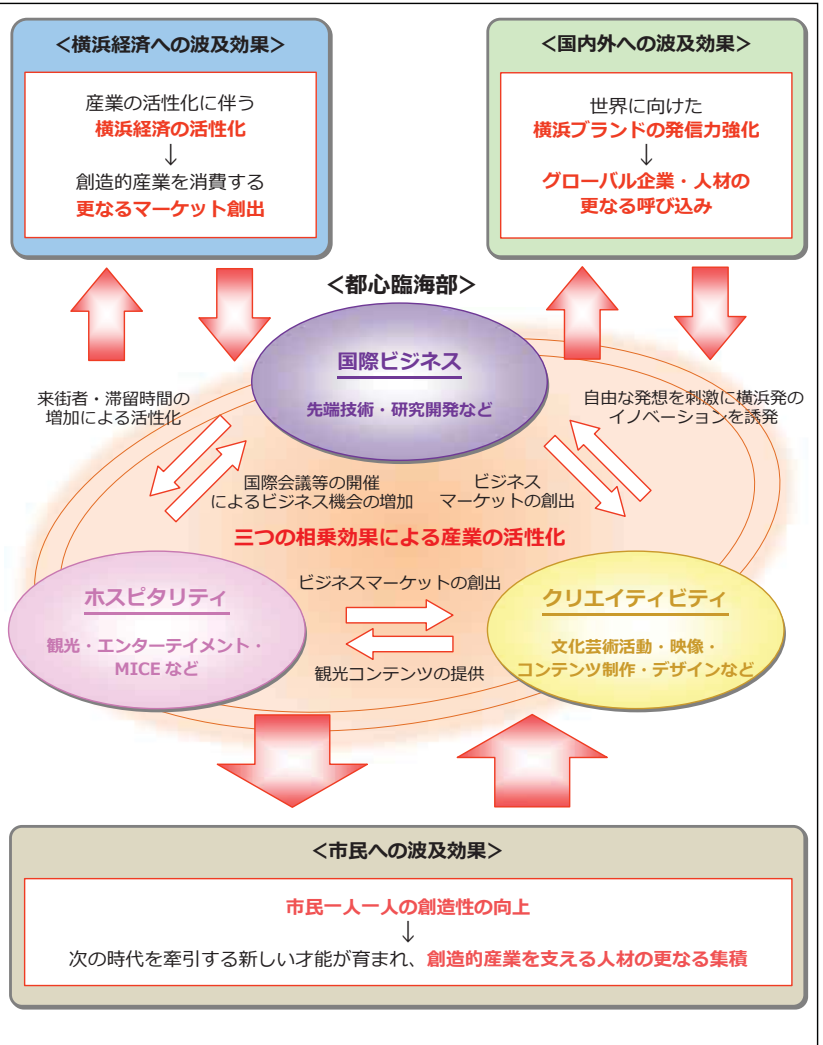 ＜横浜経済への波及効果＞
産業の活性化に伴う
横浜経済の活性化
↓
創造的産業を消費する
更なるマーケット創出
＜国内外への波及効果＞
世界に向けた
横浜ブランドの発信力強化
↓
グローバル企業・人材の
更なる呼び込み
＜都心臨海部＞
国際ビジネス
先端技術・研究開発など
来街者・滞留時間の
増加による活性化
自由な発想を刺激に横浜発の
イノベーションを誘発
国際会議等の開催
によるビジネス機会の増加
ビジネス
マーケットの創出
三つの相乗効果による産業の活性化
ホスピタリティ
観光・エンターテイメント・
MICE など
ビジネスマーケットの創出
観光コンテンツの提供
クリエイティビティ
文化芸術活動・映像・
コンテンツ制作・デザインなど
＜市民への波及効果＞
市民一人一人の創造性の向上
↓
次の時代を牽引する新しい才能が育まれ、創造的産業を支える人材の更なる集積